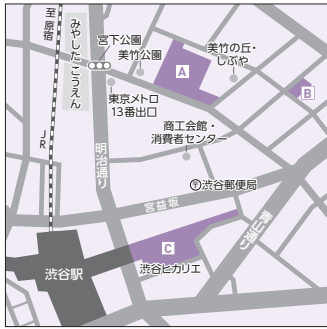 至原宿
みやした こうえん
宮下公園
美竹公園
A
美竹の丘・
しぶや
B
東京メトロ
13番出口
商工会館・
消費者センター
JR
明治通り
渋谷郵便局
宮益坂
青山通り
C
渋谷ヒカリエ
渋谷駅